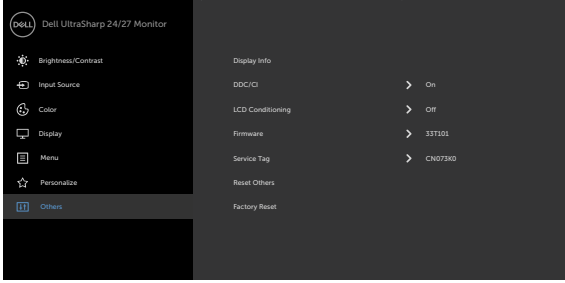 DELL Dell UltraSharp 24/27 Monitor
Brightness/Contrast Display Info
Input Source DDC/CI On
Color LCD Conditioning Off
Display Firmware 33T101
Menu Service Tag CN073K0
Personalize Reset Others
Others Factory Reset